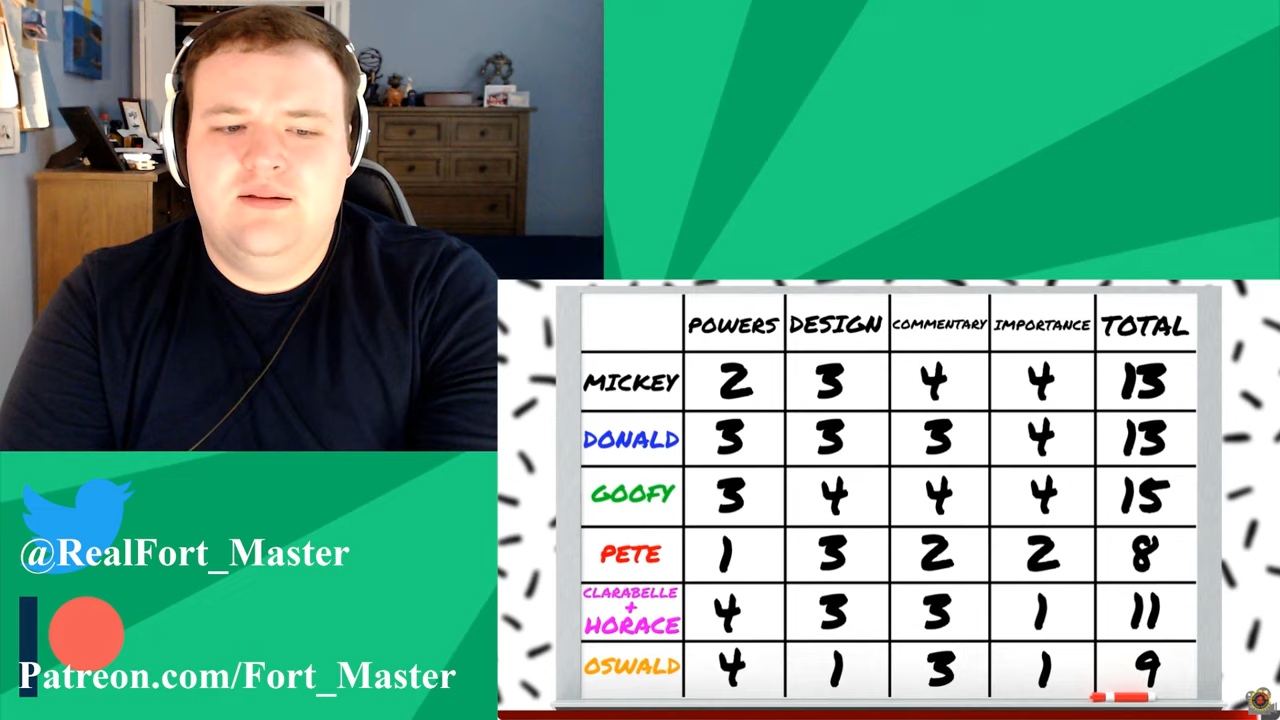 POWERS DESIGN COMMENTARY IMPORTANCE TOTAL
MICKEY 2 3 4 4 13
DONALD 3 3 3 4 13
GOOFY 3 4 4 4 15
PETE 1 3 2 2 8
CLARABELLE
+
HORACE 4 3 3 1 11
OSWALD 4 1 3 1 9
@RealFort_Master
Patreon.com/Fort_Master